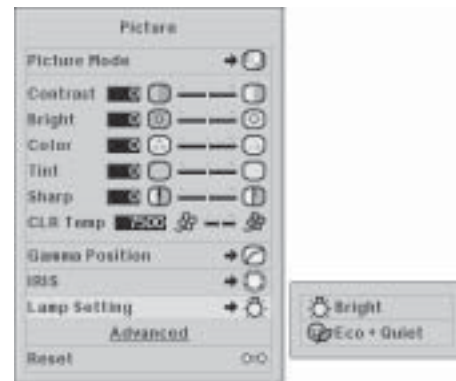 Picture
Picture Mode
Contrast 0
Bright 0
Color 0
Tint 0
Sharp 0
CLR Temp 7500
Gamma Position
IRIS
Lamp Setting
Bright
Eco + Quiet
Advanced
Reset